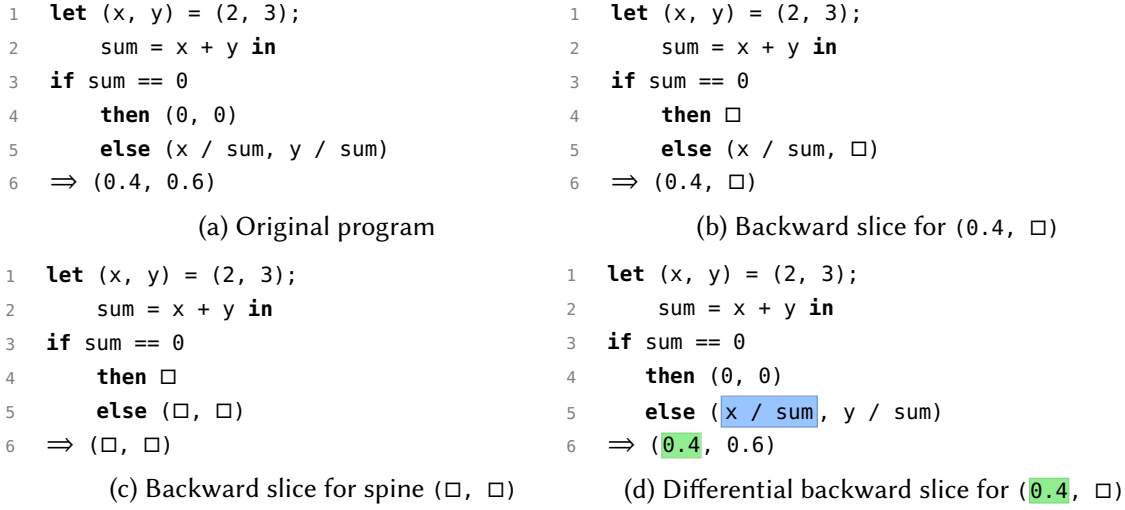 1 let (x, y) = (2, 3);
2     sum = x + y in
3 if sum == 0
4     then (0, 0)
5     else (x / sum, y / sum)
6 ⇒ (0.4, 0.6)
(a) Original program
1 let (x, y) = (2, 3);
2     sum = x + y in
3 if sum == 0
4     then □
5     else (x / sum, □)
6 ⇒ (0.4, □)
(b) Backward slice for (0.4, □)
1 let (x, y) = (2, 3);
2     sum = x + y in
3 if sum == 0
4     then □
5     else (□, □)
6 ⇒ (□, □)
(c) Backward slice for spine (□, □)
1 let (x, y) = (2, 3);
2     sum = x + y in
3 if sum == 0
4    then (0, 0)
5    else (x / sum, y / sum)
6 ⇒ (0.4, 0.6)
(d) Differential backward slice for (0.4, □)